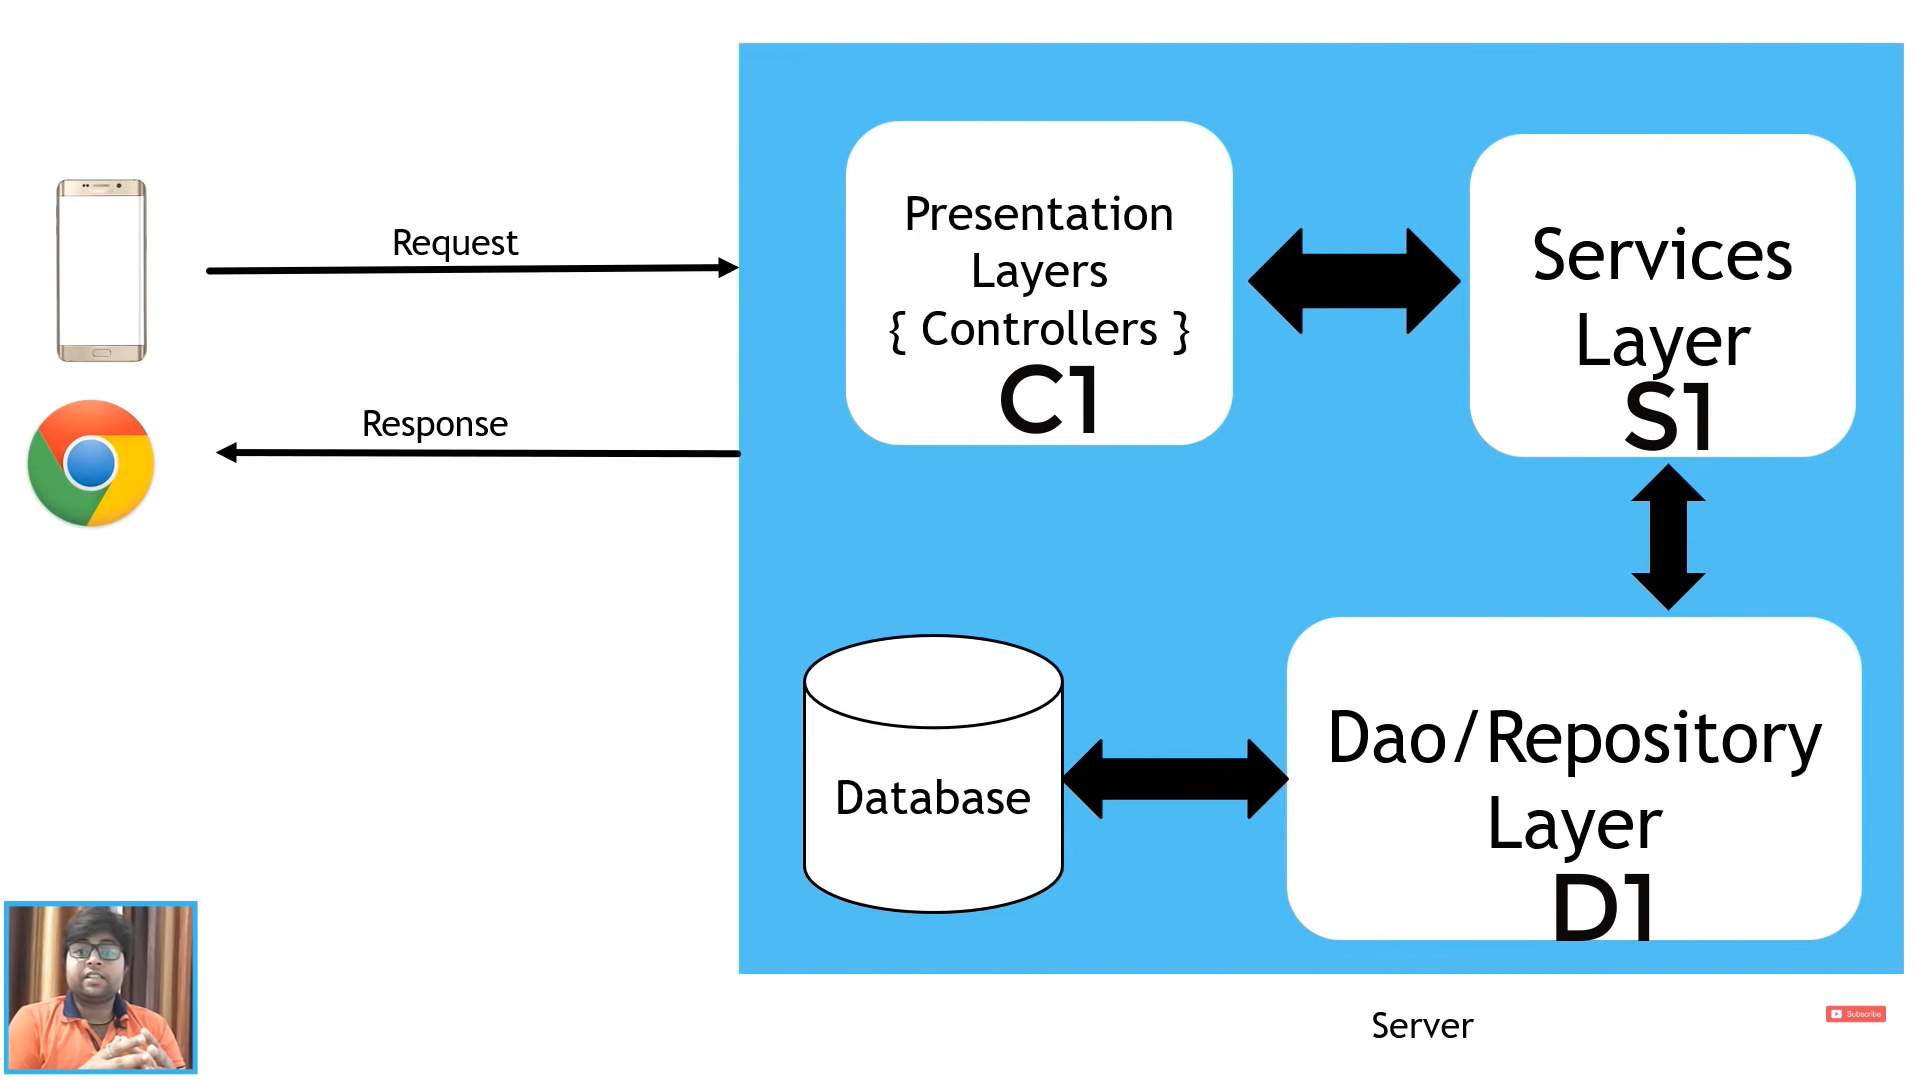 Request
Response
Presentation
Layers
{ Controllers }
C1
Services
Layer
S1
Database
Dao/Repository
Layer
D1
Server
Subscribe